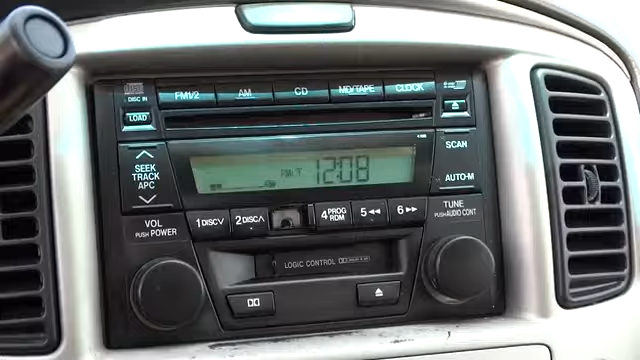 DISC IN
FM1/2
AM
CD
MD/TAPE
CLOCK
LOAD
SEEK
TRACK
APC
12:08
SCAN
AUTO-M
VOL
PUSH POWER
1 DISC∨
2 DISC∧
4 PROG
RDM
5 ◀◀
6 ▶▶
TUNE
PUSH AUDIO CONT
LOGIC CONTROL